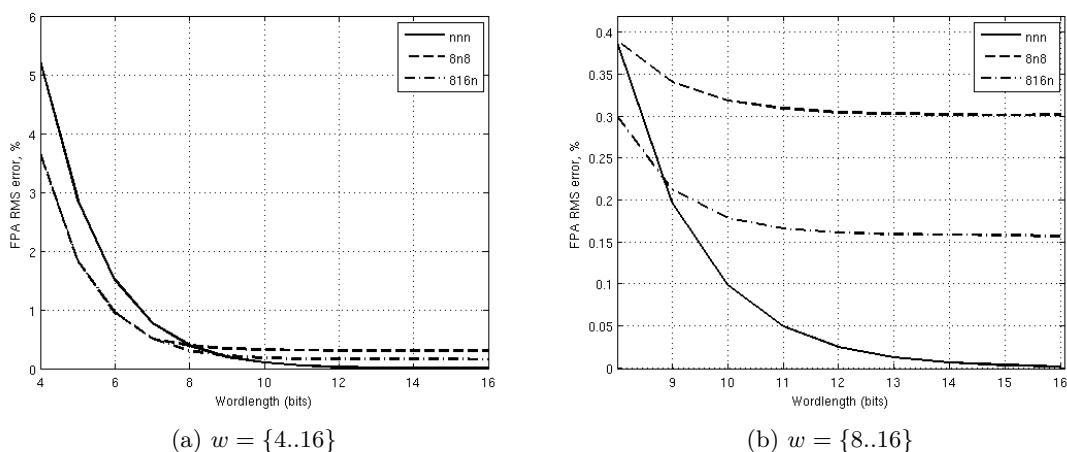 6
5
4
3
2
1
0
FPA RMS error, %
4
6
8
10
12
14
16
Wordlength (bits)
nnn
8n8
816n
(a) w = {4..16}
0.4
0.35
0.3
0.25
0.2
0.15
0.1
0.05
0
FPA RMS error, %
9
10
11
12
13
14
15
16
Wordlength (bits)
nnn
8n8
816n
(b) w = {8..16}